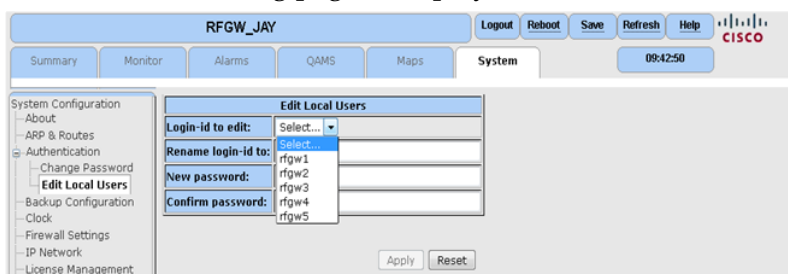 RFGW_JAY
Logout Reboot Save Refresh Help
CISCO
Summary Monitor Alarms QAMS Maps System
09:42:50
System Configuration
About
ARP & Routes
Authentication
Change Password
Edit Local Users
Backup Configuration
Clock
Firewall Settings
IP Network
License Management
Edit Local Users
Login-id to edit: Select...
Rename login-id to:
New password:
Confirm password:
Select...
rfgw1
rfgw2
rfgw3
rfgw4
rfgw5
Apply Reset